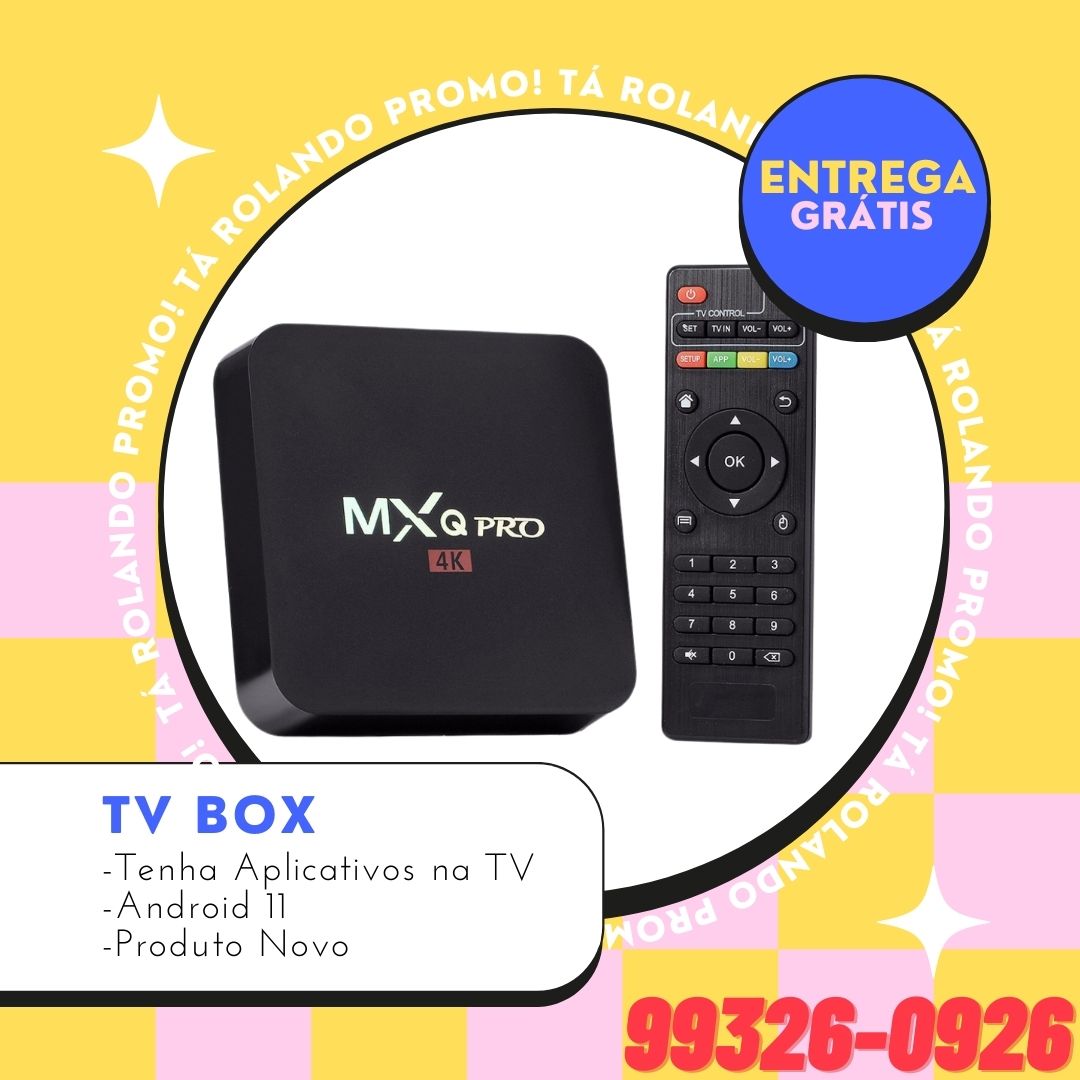 TÁ ROLANDO PROMO! TÁ ROLANDO PROMO! TÁ ROLAN
Á ROLANDO PROMO! TÁ ROLANDO PROM
O!
ENTREGA
GRÁTIS
TV CONTROL
SET TV IN VOL- VOL+
SETUP APP VOL- VOL+
OK
1 2 3
4 5 6
7 8 9
0
MXQ PRO
4K
TV BOX
-Tenha Aplicativos na TV
-Android 11
-Produto Novo
99326-0926